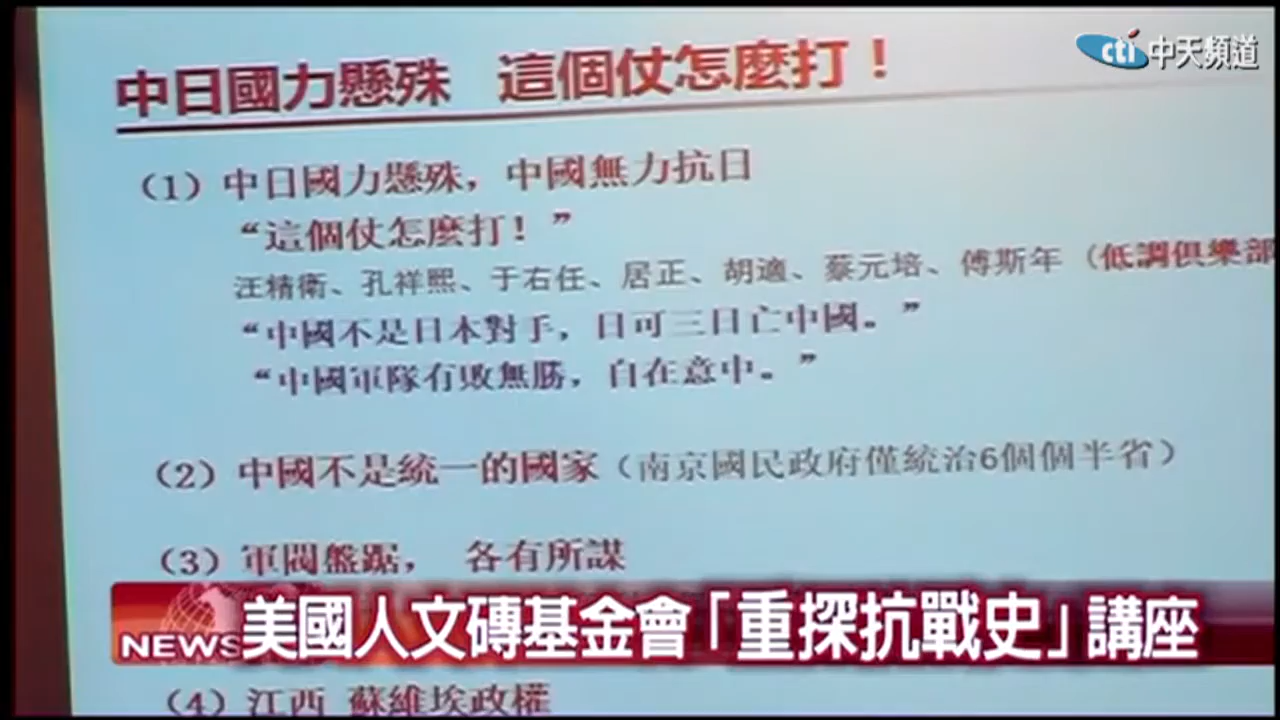 cti中天頻道
中日國力懸殊 這個仗怎麼打！
（1）中日國力懸殊，中國無力抗日
“這個仗怎麼打！”
汪精衛、孔祥熙、于右任、居正、胡適、蔡元培、傅斯年（低調俱樂部
“中國不是日本對手，日可三日亡中國。”
“中國軍隊有敗無勝，自在意中。”
（2）中國不是統一的國家（南京國民政府僅統治6個個半省）
（3）軍閥盤踞， 各有所謀
NEWS 美國人文磚基金會「重探抗戰史」講座
（4）江西 蘇維埃政權